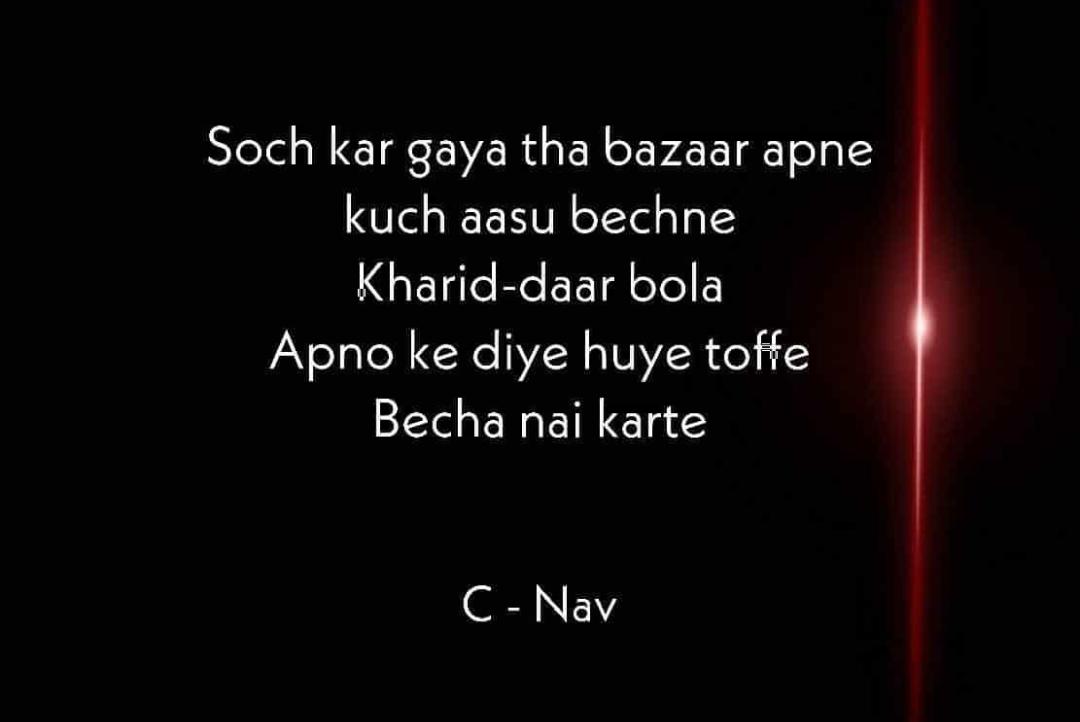 Soch kar gaya tha bazaar apne
kuch aasu bechne
Kharid-daar bola
Apno ke diye huye toffe
Becha nai karte
C - Nav